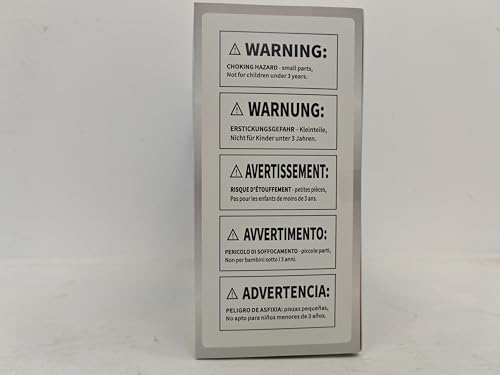 ⚠ WARNING:
CHOKING HAZARD - small parts,
Not for children under 3 years.
⚠ WARNUNG:
ERSTICKUNGSGEFAHR - Kleinteile,
Nicht für Kinder unter 3 Jahren.
⚠ AVERTISSEMENT:
RISQUE D'ÉTOUFFEMENT - petites pièces,
Pas pour les enfants de moins de 3 ans.
⚠ AVVERTIMENTO:
PERICOLO DI SOFFOCAMENTO - piccole parti,
Non per bambini sotto i 3 anni.
⚠ ADVERTENCIA:
PELIGRO DE ASFIXIA: piezas pequeñas,
No apto para niños menores de 3 años.